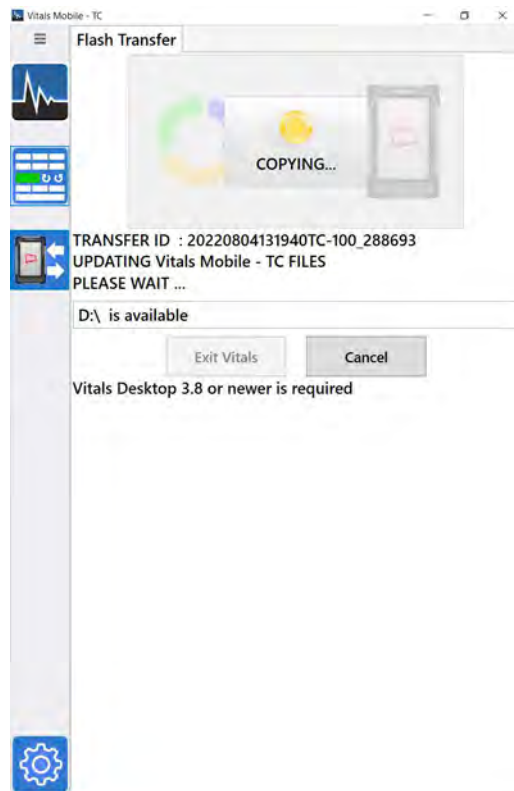 Vitals Mobile - TC
Flash Transfer
COPYING...
TRANSFER ID : 20220804131940TC-100_288693
UPDATING Vitals Mobile - TC FILES
PLEASE WAIT ...
D:\ is available
Exit Vitals
Cancel
Vitals Desktop 3.8 or newer is required